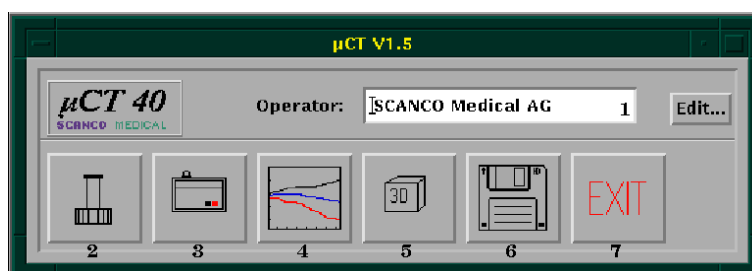 µCT V1.5
µCT 40
SCANCO MEDICAL
Operator:
SCANCO Medical AG
1
Edit...
3D
EXIT
2
3
4
5
6
7